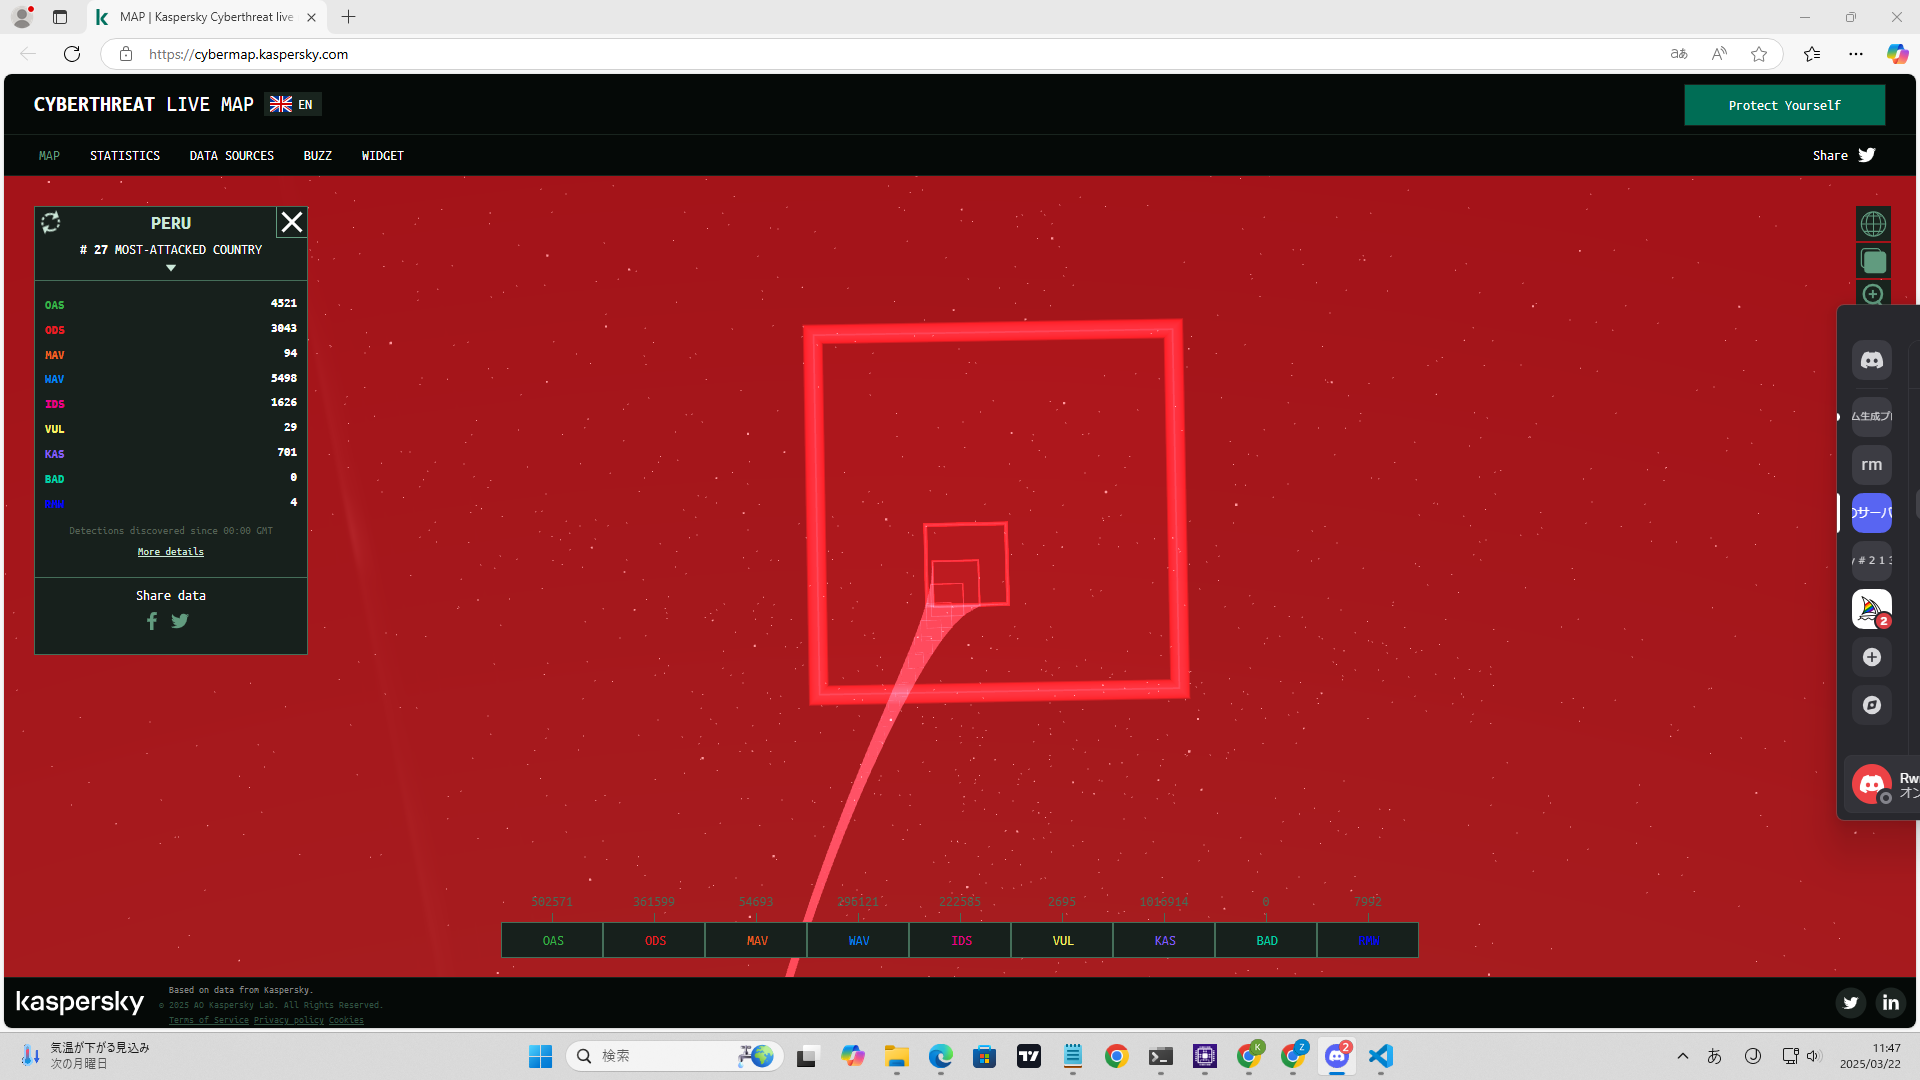 MAP | Kaspersky Cyberthreat live
https://cybermap.kaspersky.com
CYBERTHREAT LIVE MAP EN
Protect Yourself
MAP STATISTICS DATA SOURCES BUZZ WIDGET
Share
PERU
# 27 MOST-ATTACKED COUNTRY
OAS 4521
ODS 3043
MAV 94
WAV 5498
IDS 1626
VUL 29
KAS 701
BAD 0
RMW 4
Detections discovered since 00:00 GMT
More details
Share data
ム生成プ
rm
のサーバ
y # 2 1 3
2
Rw
オン
502571 361599 54693 295121 222585 2695 1016914 0 7992
OAS ODS MAV WAV IDS VUL KAS BAD RMW
kaspersky
Based on data from Kaspersky.
© 2025 AO Kaspersky Lab. All Rights Reserved.
Terms of Service Privacy policy Cookies
気温が下がる見込み
次の月曜日
検索
K
Z
2
あ
11:47
2025/03/22